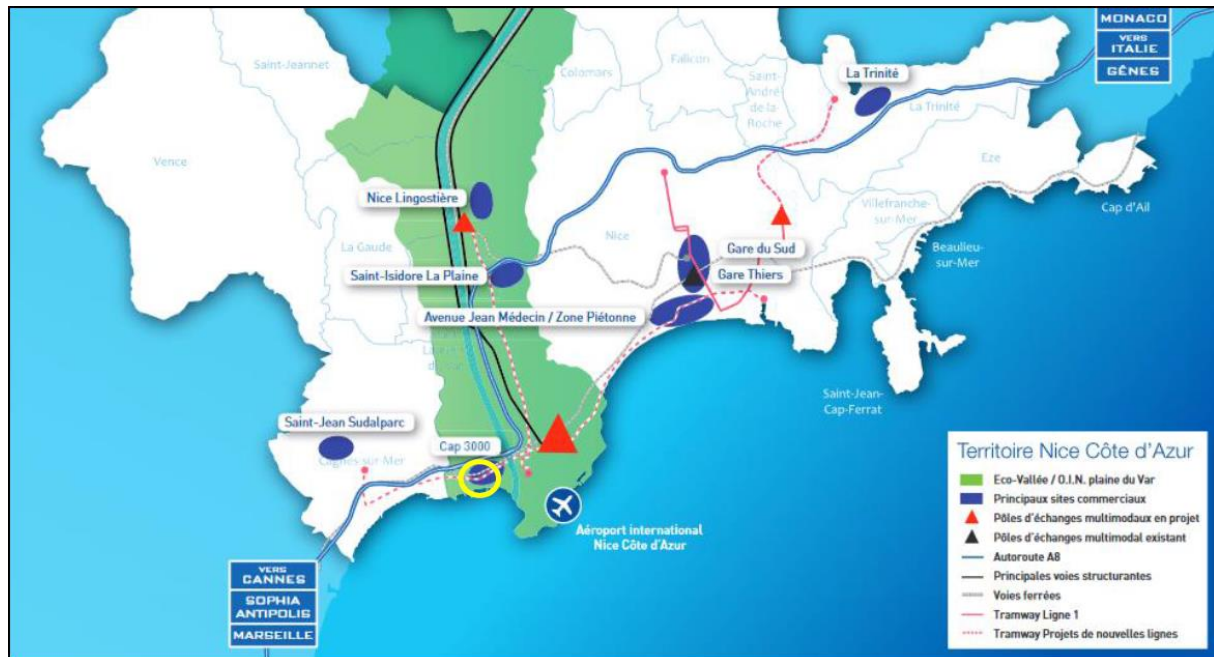 MONACO
VERS
ITALIE
GÊNES
Saint-Jeannet
Colomars
Falicon
Saint-
André
de la
Roche
La Trinité
La Trinité
Vence
Eze
Nice Lingostière
Villefranche-
sur-Mer
Cap d'Ail
La Gaude
Nice
Gare du Sud
Beaulieu-
sur-Mer
Saint-Isidore La Plaine
Gare Thiers
Avenue Jean Médecin / Zone Piétonne
Saint-Jean-
Cap-Ferrat
Saint-Jean Sudalparc
Cap 3000
Cagnes-sur-Mer
Aéroport international
Nice Côte d'Azur
VERS
CANNES
SOPHIA
ANTIPOLIS
MARSEILLE
Territoire Nice Côte d'Azur
Eco-Vallée / O.I.N. plaine du Var
Principaux sites commerciaux
Pôles d'échanges multimodaux en projet
Pôles d'échanges multimodal existant
Autoroute A8
Principales voies structurantes
Voies ferrées
Tramway Ligne 1
Tramway Projets de nouvelles lignes